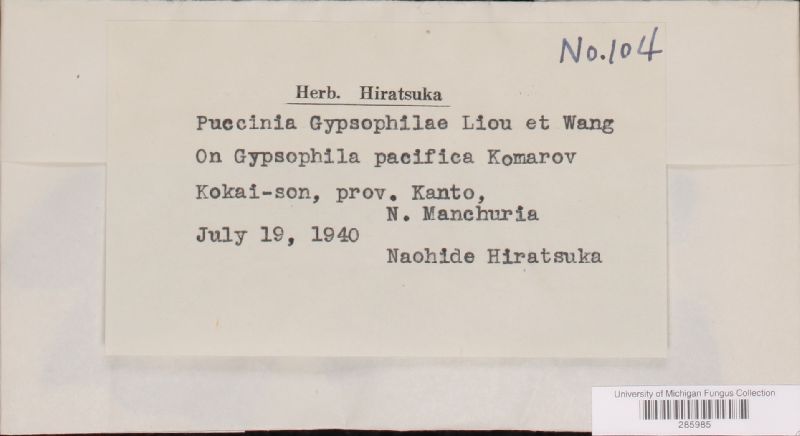 No.104
Herb. Hiratsuka
Puccinia Gypsophilae Liou et Wang
On Gypsophila pacifica Komarov
Kokai-son, prov. Kanto,
N. Manchuria
July 19, 1940
Naohide Hiratsuka
University of Michigan Fungus Collection
285985